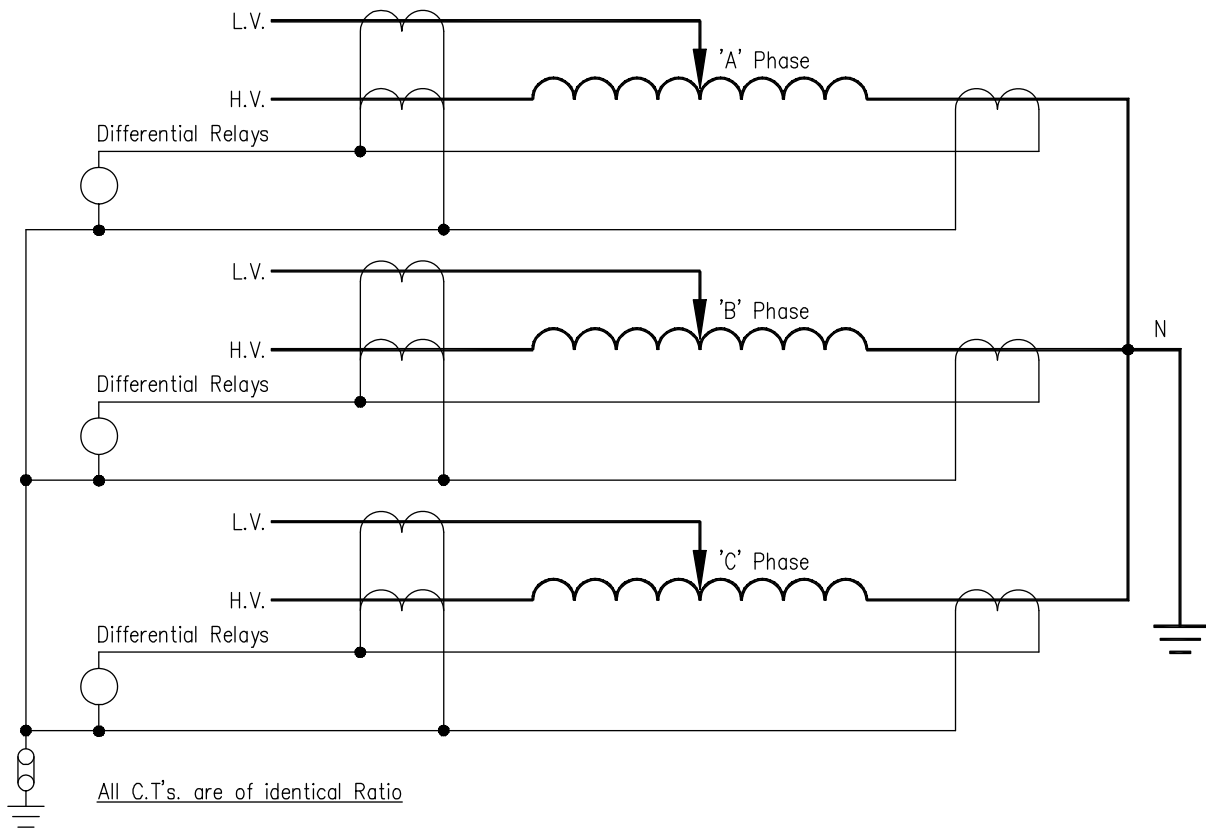 L.V.
'A' Phase
H.V.
Differential Relays
L.V.
'B' Phase
N
H.V.
Differential Relays
L.V.
'C' Phase
H.V.
Differential Relays
All C.T's. are of identical Ratio